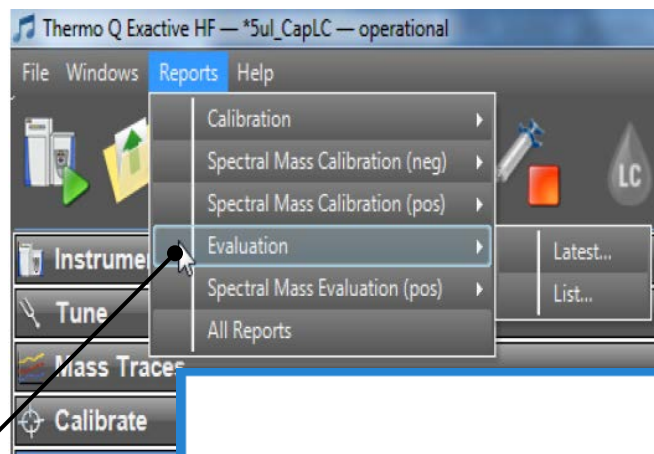 Thermo Q Exactive HF — *5ul_CapLC — operational
File Windows Reports Help
Calibration
Spectral Mass Calibration (neg)
Spectral Mass Calibration (pos)
Evaluation
Spectral Mass Evaluation (pos)
All Reports
Latest...
List...
LC
Instrume
Tune
Mass Traces
Calibrate